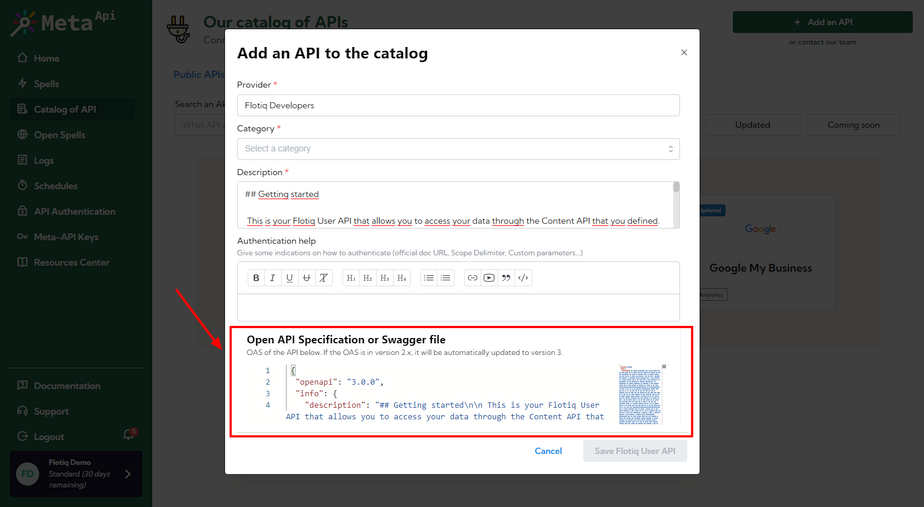 Meta Api
Home
Spells
Catalog of API
Open Spells
Logs
Schedules
API Authentication
Meta-API Keys
Resources Center
Documentation
Support
Logout
8
FD
Flotiq Demo
Standard (30 days
remaining)
Our catalog of APIs
+ Add an API
or contact our team
Public APIs
Search an AP
What API
Updated
Coming soon
Updated
Google
Google My Business
Analytics
Add an API to the catalog
×
Provider *
Flotiq Developers
Category *
Select a category
Description *
## Getting started
This is your Flotiq User API that allows you to access your data through the Content API that you defined.
Authentication help
Give some indications on how to authenticate (official doc URL, Scope Delimiter, Custom parameters...)
B I U
H1 H2 H3 H4
Open API Specification or Swagger file
OAS of the API below. If the OAS is in version 2.x, it will be automatically updated to version 3.
1 {
2 "openapi": "3.0.0",
3 "info": {
4 "description": "## Getting started\n\n This is your Flotiq User
API that allows you to access your data through the Content API that
Cancel
Save Flotiq User API